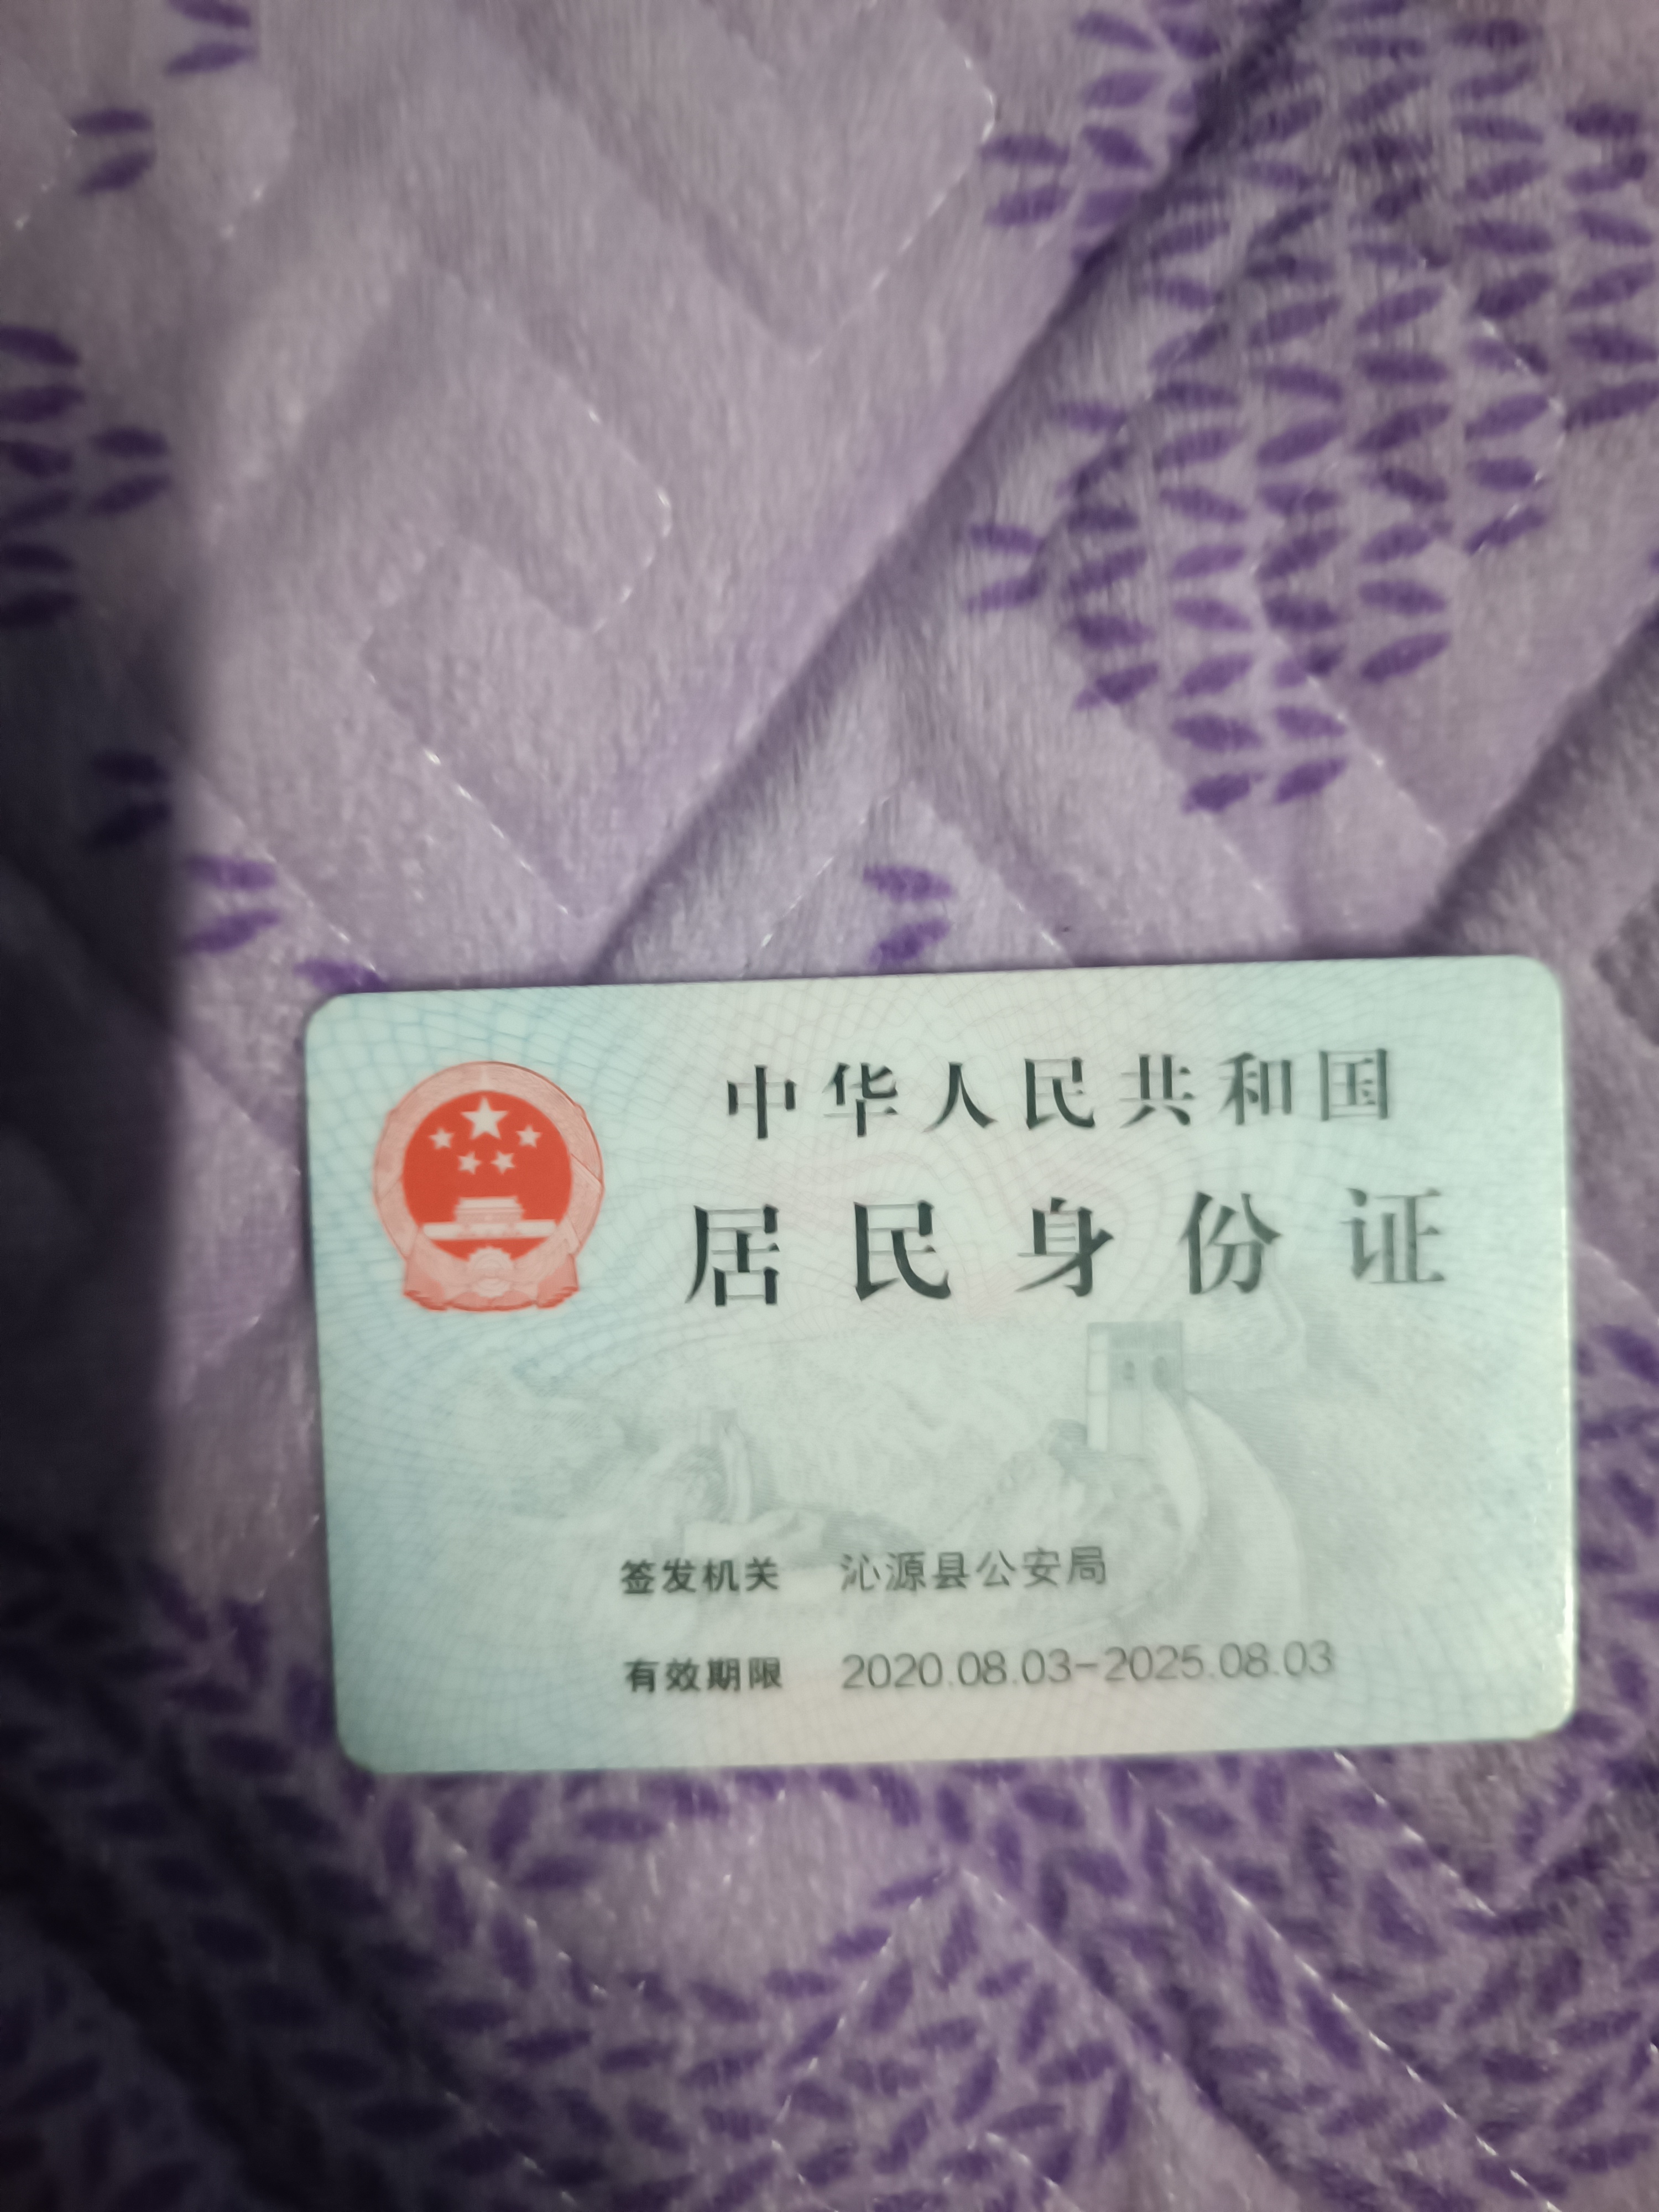 中华人民共和国
居民身份证
签发机关 沁源县公安局
有效期限 2020.08.03-2025.08.03